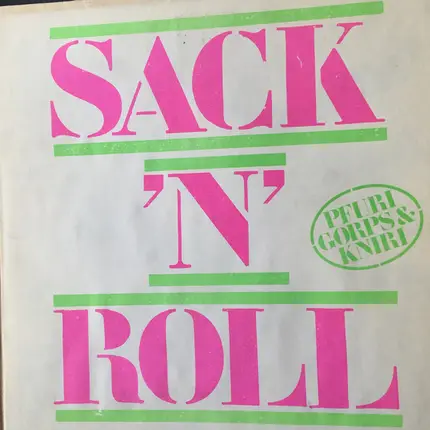 SACK
'N'
PFURI
GORPS &
KNIRI
ROLL